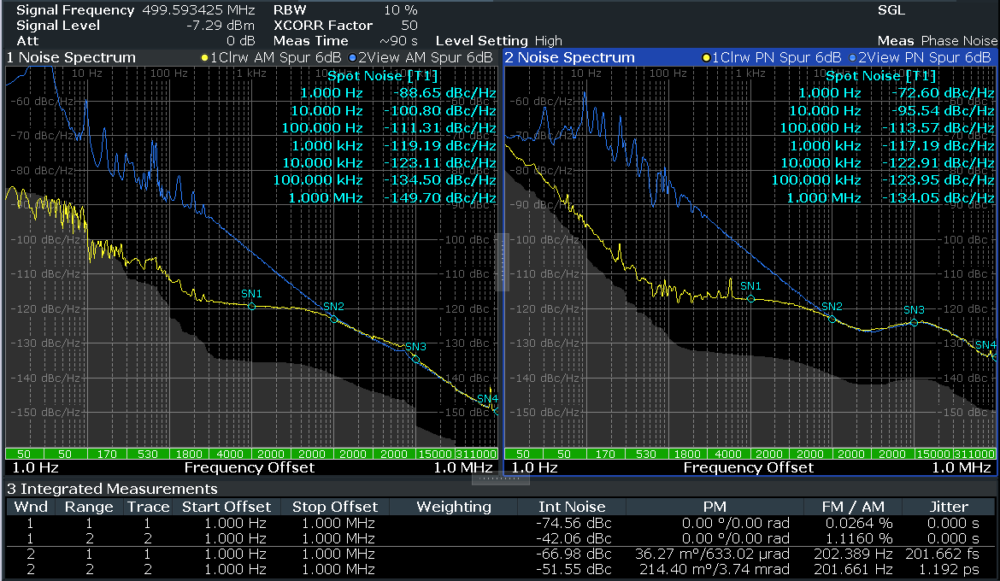 Signal Frequency 499.593425 MHz RBW 10 % SGL
Signal Level -7.29 dBm XCORR Factor 50
Att 0 dB Meas Time ~90 s Level Setting High Meas Phase Noise
1 Noise Spectrum 1Clrw AM Spur 6dB 2View AM Spur 6dB
10 Hz 100 Hz 1 kHz
Spot Noise [T1]
1.000 Hz -88.65 dBc/Hz
10.000 Hz -100.80 dBc/Hz
100.000 Hz -111.31 dBc/Hz
1.000 kHz -119.19 dBc/Hz
10.000 kHz -123.11 dBc/Hz
100.000 kHz -134.50 dBc/Hz
1.000 MHz -149.70 dBc/Hz
-60 dBc/Hz
-70 dBc/Hz
-80 dBc/Hz
-90 dBc/Hz
-100 dBc/Hz -100 dBc
-110 dBc/Hz -110 dBc
-120 dBc/Hz -120 dBc
-130 dBc/Hz -130 dBc
-140 dBc/Hz -140 dBc
-150 dBc/Hz -150 dBc
SN1
SN2
SN3
SN4
50 50 170 530 1800 4000 2000 2000 2000 2000 15000 311000
1.0 Hz Frequency Offset 1.0 MHz
2 Noise Spectrum 1Clrw PN Spur 6dB 2View PN Spur 6dB
10 Hz 100 Hz 1 kHz
Spot Noise [T1]
1.000 Hz -72.60 dBc/Hz
10.000 Hz -95.54 dBc/Hz
100.000 Hz -113.57 dBc/Hz
1.000 kHz -117.19 dBc/Hz
10.000 kHz -122.91 dBc/Hz
100.000 kHz -123.95 dBc/Hz
1.000 MHz -134.05 dBc/Hz
-60 dBc/Hz
-70 dBc/Hz
-80 dBc/Hz
-90 dBc/Hz
-100 dBc/Hz -100 dBc
-110 dBc/Hz -110 dBc
-120 dBc/Hz -120 dBc
-130 dBc/Hz -130 dBc
-140 dBc/Hz -140 dBc
-150 dBc/Hz -150 dBc
SN1
SN2
SN3
SN4
50 50 170 530 1800 4000 2000 2000 2000 2000 15000 311000
1.0 Hz Frequency Offset 1.0 MHz
3 Integrated Measurements
Wnd Range Trace Start Offset Stop Offset Weighting Int Noise PM FM / AM Jitter
1 1 1 1.000 Hz 1.000 MHz -74.56 dBc 0.00 °/0.00 rad 0.0264 % 0.000 s
1 2 2 1.000 Hz 1.000 MHz -42.06 dBc 0.00 °/0.00 rad 1.1160 % 0.000 s
2 1 1 1.000 Hz 1.000 MHz -66.98 dBc 36.27 m°/633.02 µrad 202.389 Hz 201.662 fs
2 2 2 1.000 Hz 1.000 MHz -51.55 dBc 214.40 m°/3.74 mrad 201.661 Hz 1.192 ps